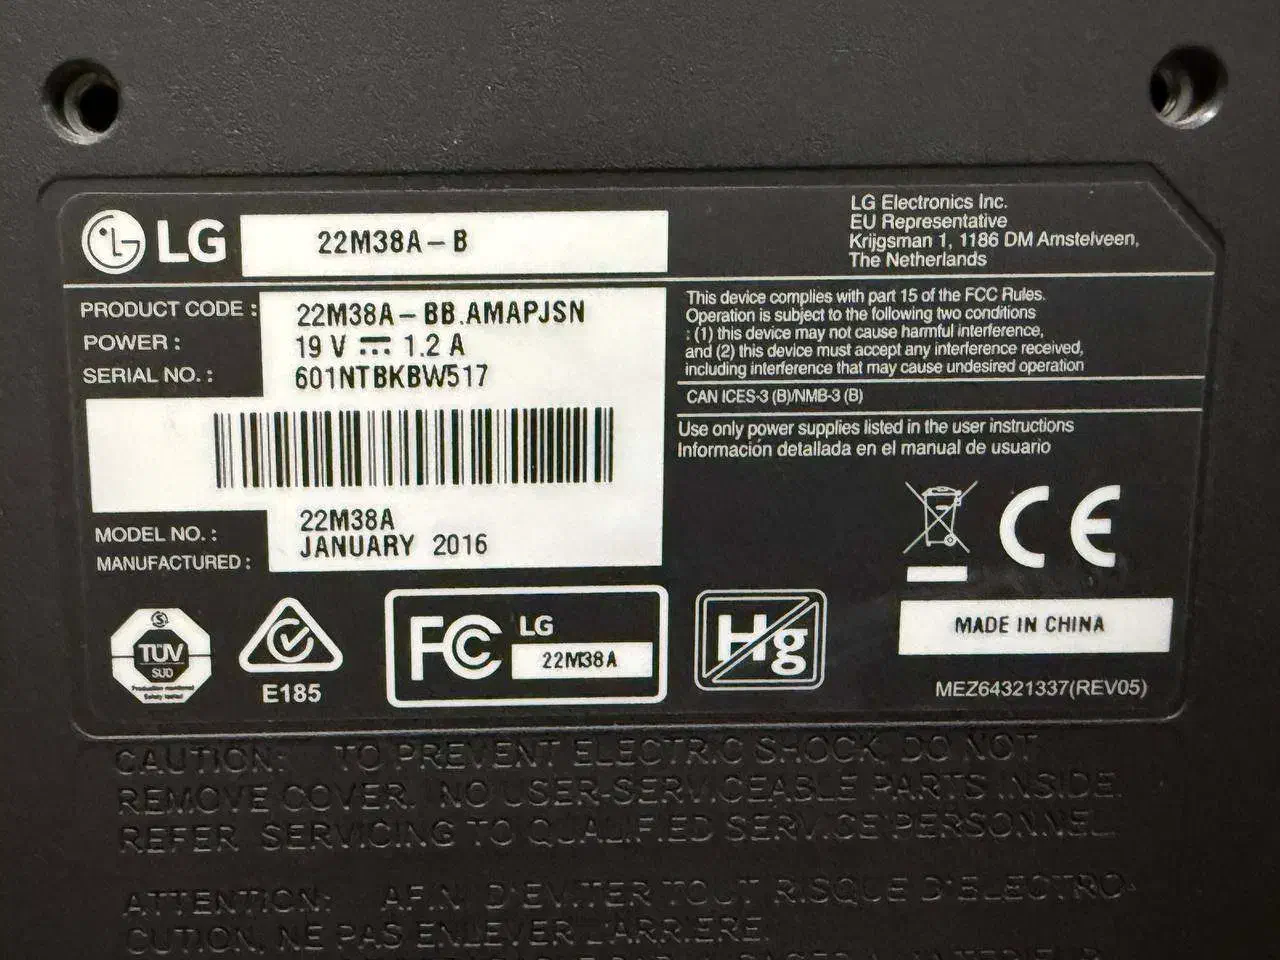 LG 22M38A-B
LG Electronics Inc.
EU Representative
Krijgsman 1, 1186 DM Amstelveen,
The Netherlands
PRODUCT CODE : 22M38A-BB.AMAPJSN
POWER : 19 V 1.2 A
SERIAL NO. : 601NTBKBW517
MODEL NO. : 22M38A
MANUFACTURED : JANUARY 2016
This device complies with part 15 of the FCC Rules.
Operation is subject to the following two conditions
: (1) this device may not cause harmful interference,
and (2) this device must accept any interference received,
including interference that may cause undesired operation
CAN ICES-3 (B)/NMB-3 (B)
Use only power supplies listed in the user instructions
Información detallada en el manual de usuario
CE
TÜV
SÜD
Production monitored
Safety tested
E185
FC LG
22M38A
Hg
MADE IN CHINA
MEZ64321337(REV05)
CAUTION: TO PREVENT ELECTRIC SHOCK, DO NOT
REMOVE COVER. NO USER-SERVICEABLE PARTS INSIDE.
REFER SERVICING TO QUALIFIED SERVICE PERSONNEL.
ATTENTION: AFIN D'EVITER TOUT RISQUE D'ELECTRO-
CUTION, NE PAS ENLEVER L'ARRIERE.